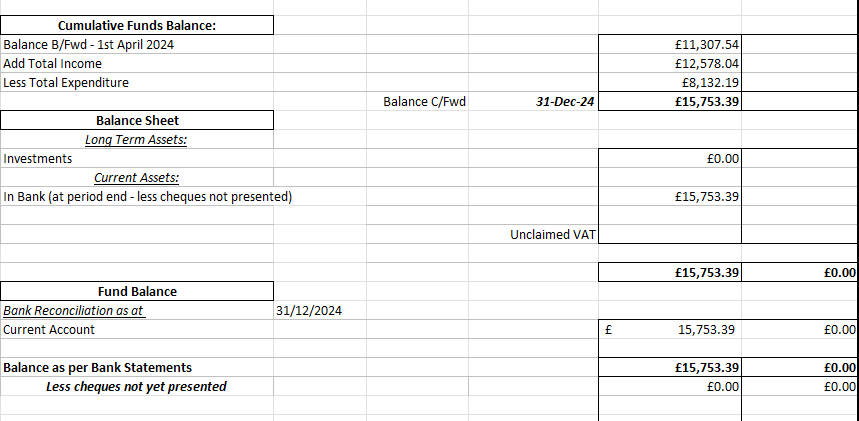 Cumulative Funds Balance:
Balance B/Fwd - 1st April 2024 £11,307.54
Add Total Income £12,578.04
Less Total Expenditure £8,132.19
Balance C/Fwd 31-Dec-24 £15,753.39
Balance Sheet
Long Term Assets:
Investments £0.00
Current Assets:
In Bank (at period end - less cheques not presented) £15,753.39
Unclaimed VAT
£15,753.39 £0.00
Fund Balance
Bank Reconciliation as at 31/12/2024
Current Account £ 15,753.39 £0.00
Balance as per Bank Statements £15,753.39 £0.00
Less cheques not yet presented £0.00 £0.00